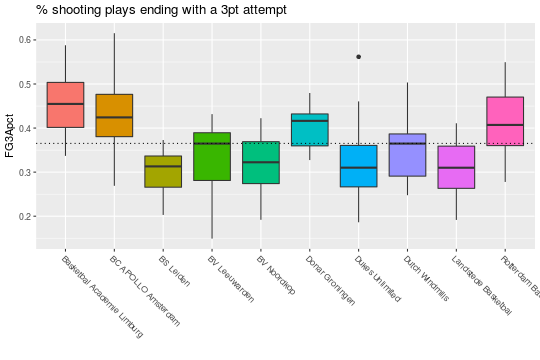 % shooting plays ending with a 3pt attempt
FG3Apct
0.6
0.5
0.4
0.3
0.2
Basketbal Academie Limburg
BC APOLLO Amsterdam
BS Leiden
BV Leeuwarden
BV Noordkop
Donar Groningen
Dukes Unlimited
Dutch Windmills
Landstede Basketbal
Rotterdam Bas